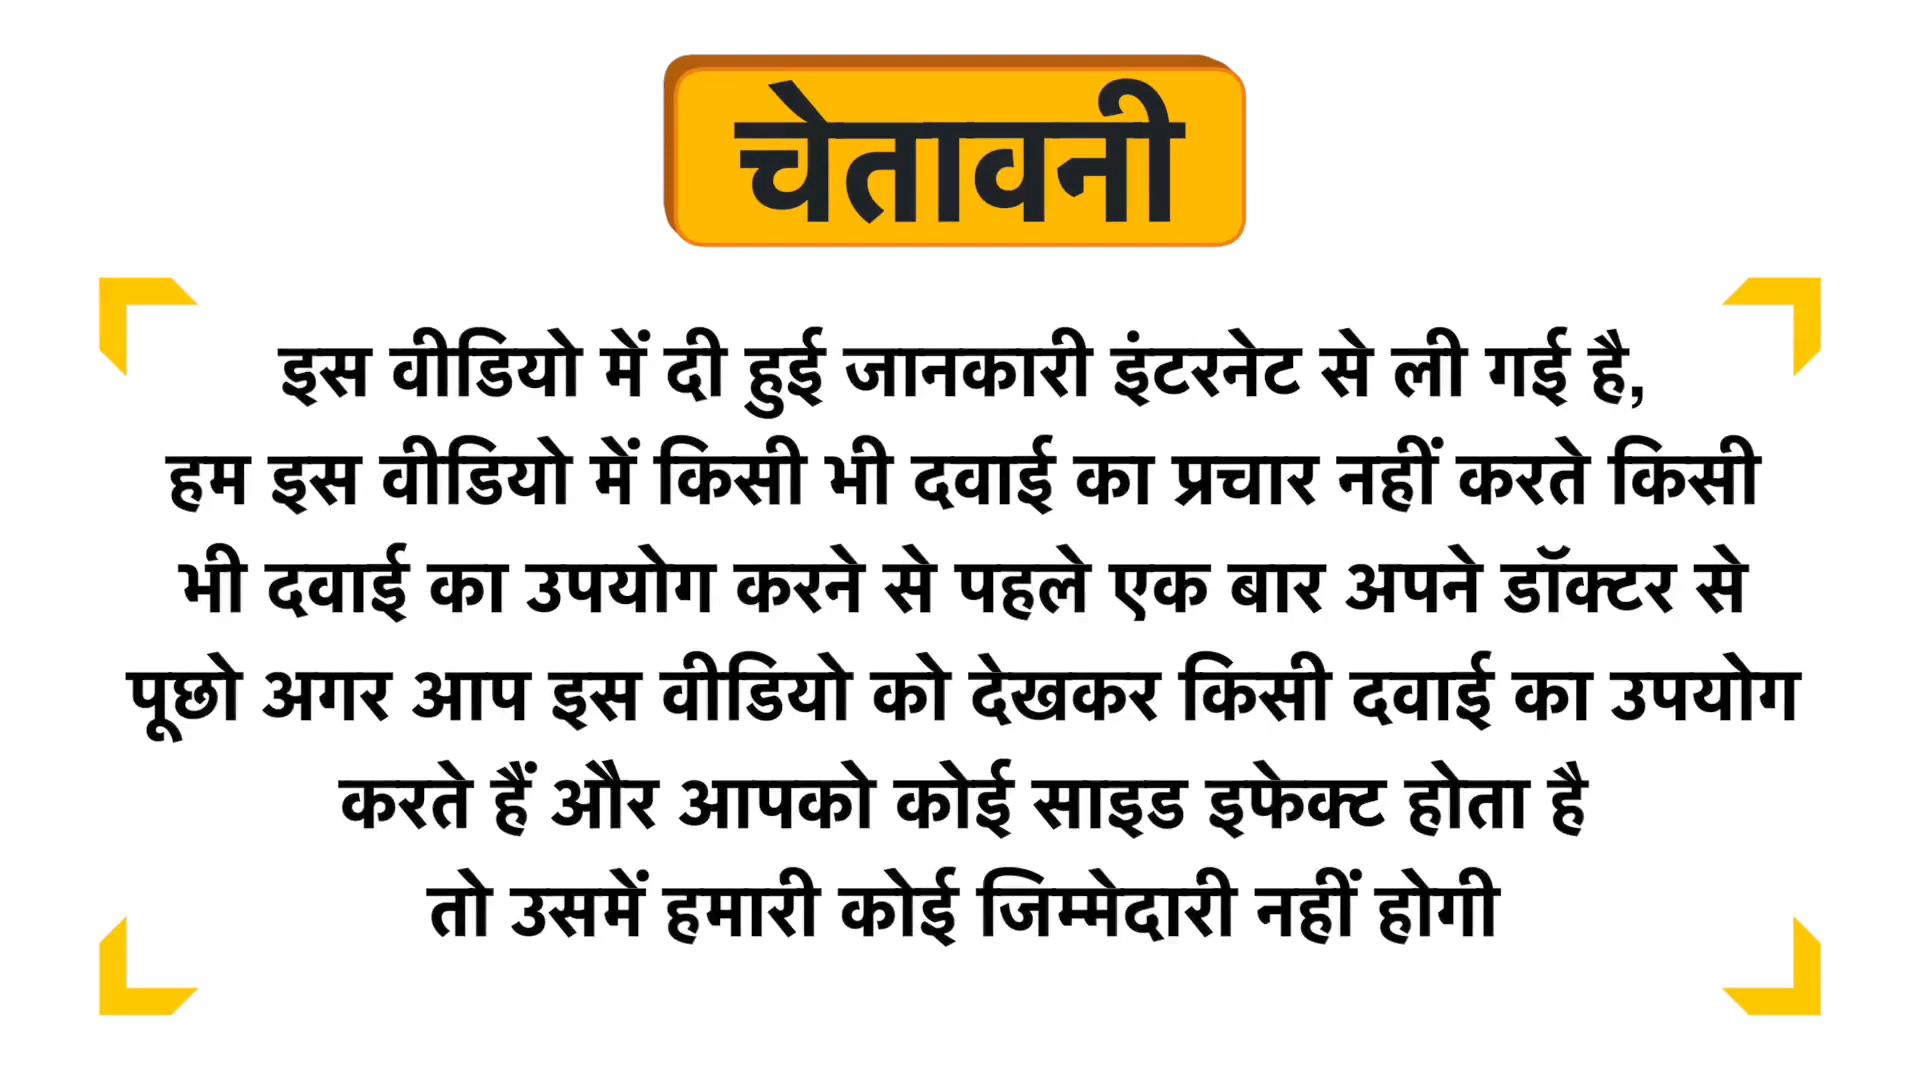 चेतावनी
इस वीडियो में दी हुई जानकारी इंटरनेट से ली गई है,
हम इस वीडियो में किसी भी दवाई का प्रचार नहीं करते किसी
भी दवाई का उपयोग करने से पहले एक बार अपने डॉक्टर से
पूछो अगर आप इस वीडियो को देखकर किसी दवाई का उपयोग
करते हैं और आपको कोई साइड इफेक्ट होता है
तो उसमें हमारी कोई जिम्मेदारी नहीं होगी